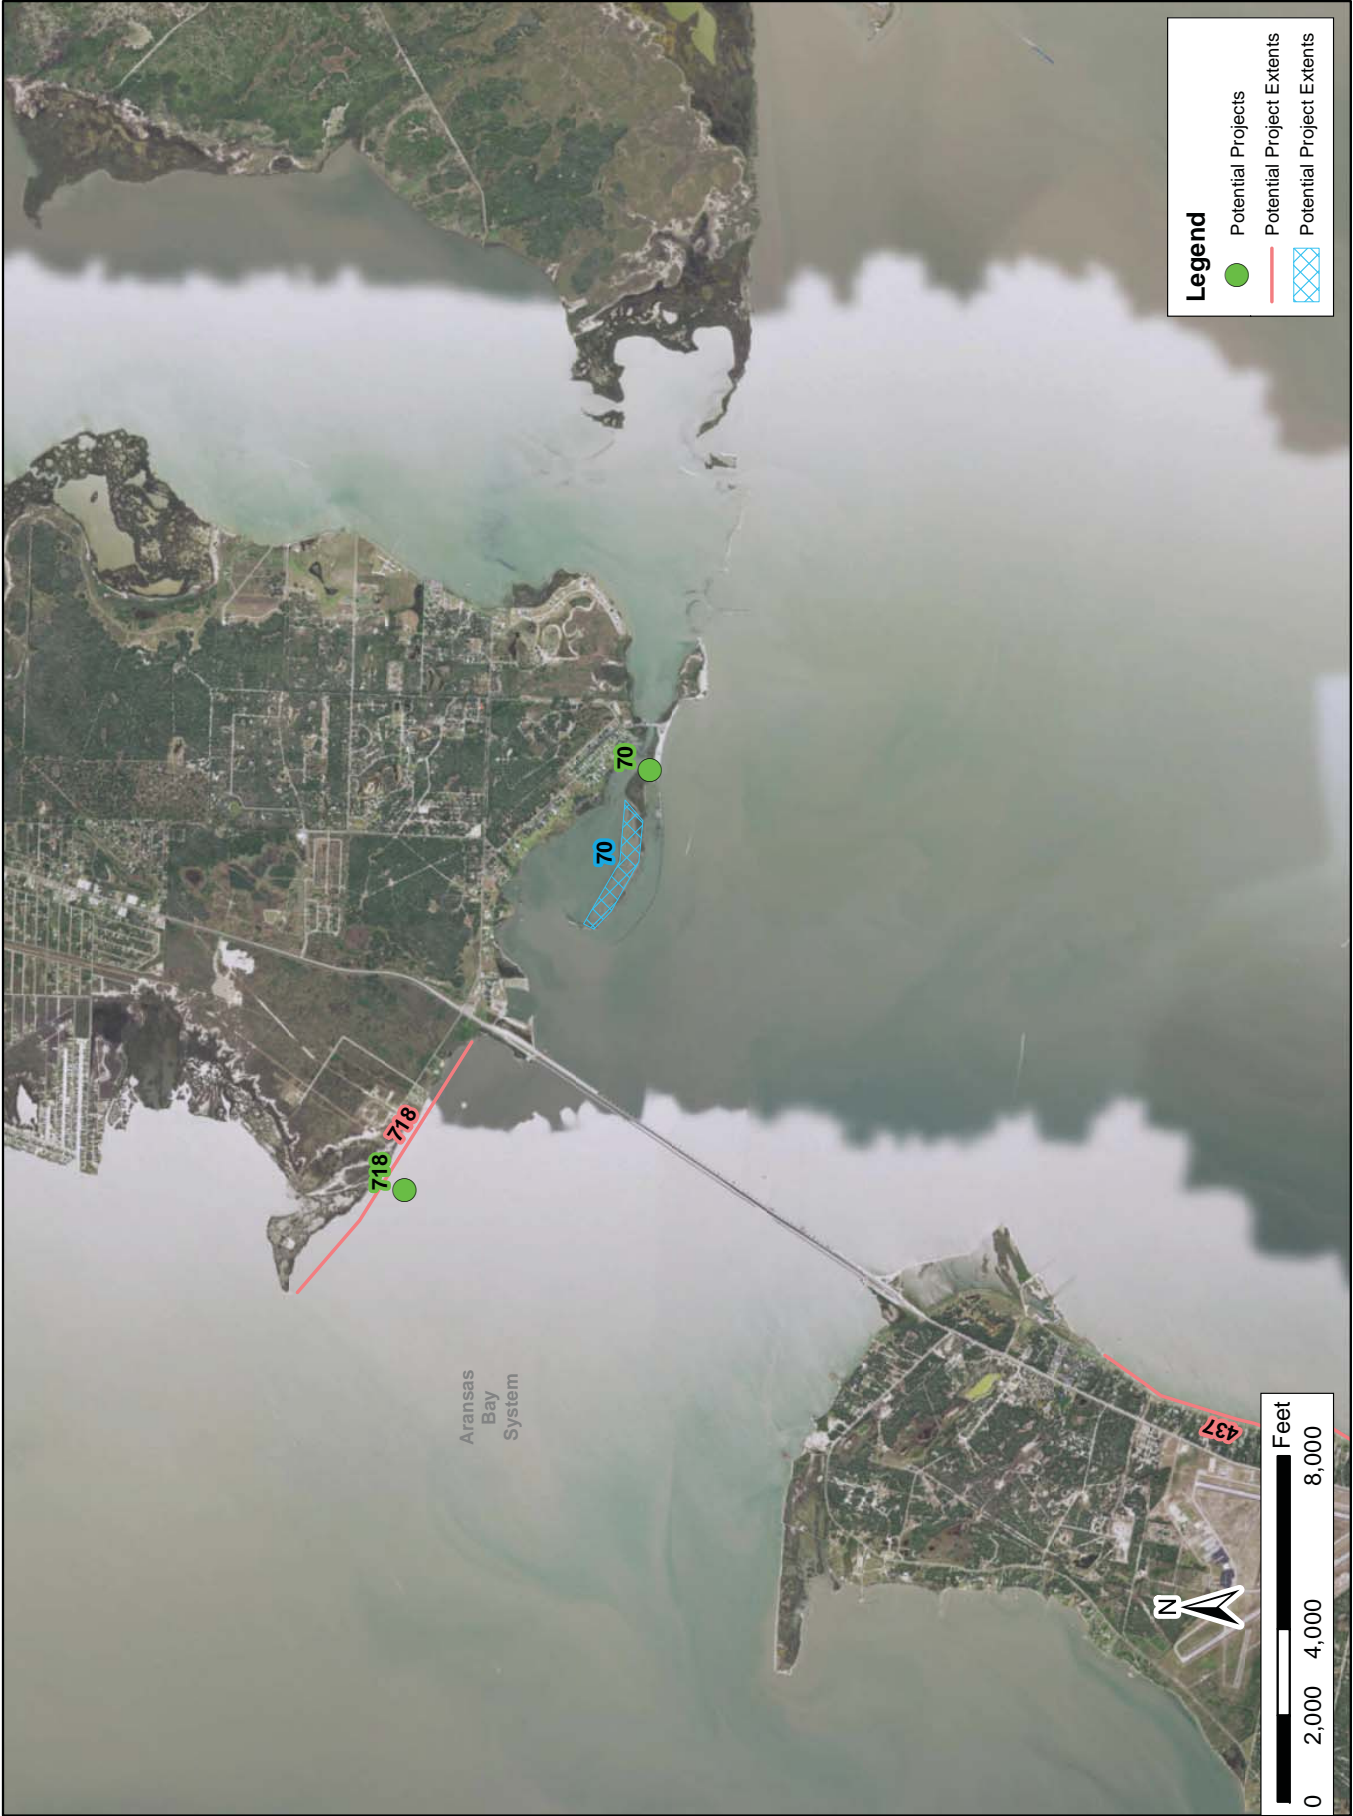 Legend
Potential Projects
Potential Project Extents
Potential Project Extents
70
70
718
718
Aransas
Bay
System
437
N
Feet
0 2,000 4,000 8,000